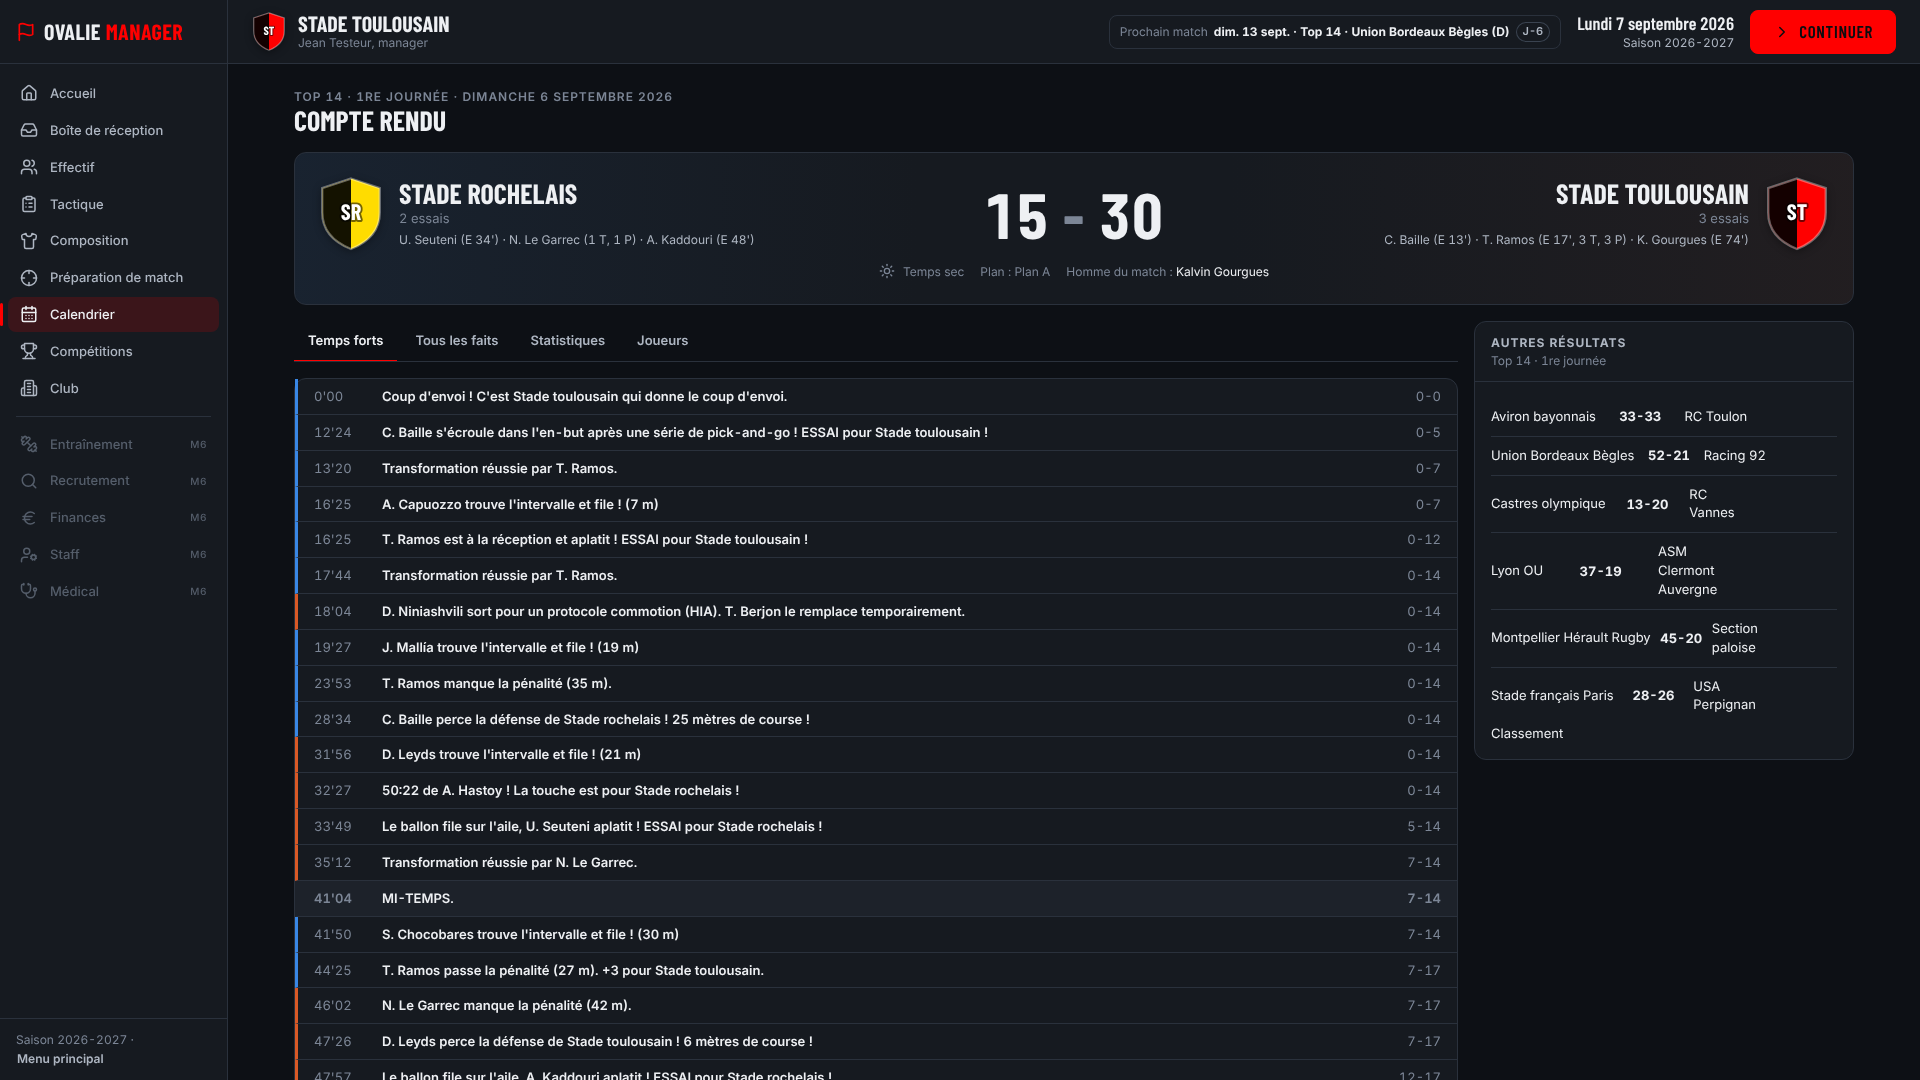 OVALIE MANAGER
ST
STADE TOULOUSAIN
Jean Testeur, manager
Prochain match dim. 13 sept. · Top 14 · Union Bordeaux Bègles (D) J-6
Lundi 7 septembre 2026
Saison 2026-2027
CONTINUER
Accueil
Boîte de réception
Effectif
Tactique
Composition
Préparation de match
Calendrier
Compétitions
Club
Entraînement M6
Recrutement M6
Finances M6
Staff M6
Médical M6
Saison 2026-2027 ·
Menu principal
TOP 14 · 1RE JOURNÉE · DIMANCHE 6 SEPTEMBRE 2026
COMPTE RENDU
SR
STADE ROCHELAIS
2 essais
U. Seuteni (E 34') · N. Le Garrec (1 T, 1 P) · A. Kaddouri (E 48')
15 - 30
STADE TOULOUSAIN
3 essais
C. Baille (E 13') · T. Ramos (E 17', 3 T, 3 P) · K. Gourgues (E 74')
ST
Temps sec Plan : Plan A Homme du match : Kalvin Gourgues
Temps forts Tous les faits Statistiques Joueurs
0'00 Coup d'envoi ! C'est Stade toulousain qui donne le coup d'envoi. 0-0
12'24 C. Baille s'écroule dans l'en-but après une série de pick-and-go ! ESSAI pour Stade toulousain ! 0-5
13'20 Transformation réussie par T. Ramos. 0-7
16'25 A. Capuozzo trouve l'intervalle et file ! (7 m) 0-7
16'25 T. Ramos est à la réception et aplatit ! ESSAI pour Stade toulousain ! 0-12
17'44 Transformation réussie par T. Ramos. 0-14
18'04 D. Niniashvili sort pour un protocole commotion (HIA). T. Berjon le remplace temporairement. 0-14
19'27 J. Mallía trouve l'intervalle et file ! (19 m) 0-14
23'53 T. Ramos manque la pénalité (35 m). 0-14
28'34 C. Baille perce la défense de Stade rochelais ! 25 mètres de course ! 0-14
31'56 D. Leyds trouve l'intervalle et file ! (21 m) 0-14
32'27 50:22 de A. Hastoy ! La touche est pour Stade rochelais ! 0-14
33'49 Le ballon file sur l'aile, U. Seuteni aplatit ! ESSAI pour Stade rochelais ! 5-14
35'12 Transformation réussie par N. Le Garrec. 7-14
41'04 MI-TEMPS. 7-14
41'50 S. Chocobares trouve l'intervalle et file ! (30 m) 7-14
44'25 T. Ramos passe la pénalité (27 m). +3 pour Stade toulousain. 7-17
46'02 N. Le Garrec manque la pénalité (42 m). 7-17
47'26 D. Leyds perce la défense de Stade toulousain ! 6 mètres de course ! 7-17
47'57 Le ballon file sur l'aile, A. Kaddouri aplatit ! ESSAI pour Stade rochelais ! 12-17
AUTRES RÉSULTATS
Top 14 · 1re journée
Aviron bayonnais 33-33 RC Toulon
Union Bordeaux Bègles 52-21 Racing 92
Castres olympique 13-20 RC
Vannes
Lyon OU 37-19 ASM
Clermont
Auvergne
Montpellier Hérault Rugby 45-20 Section
paloise
Stade français Paris 28-26 USA
Perpignan
Classement